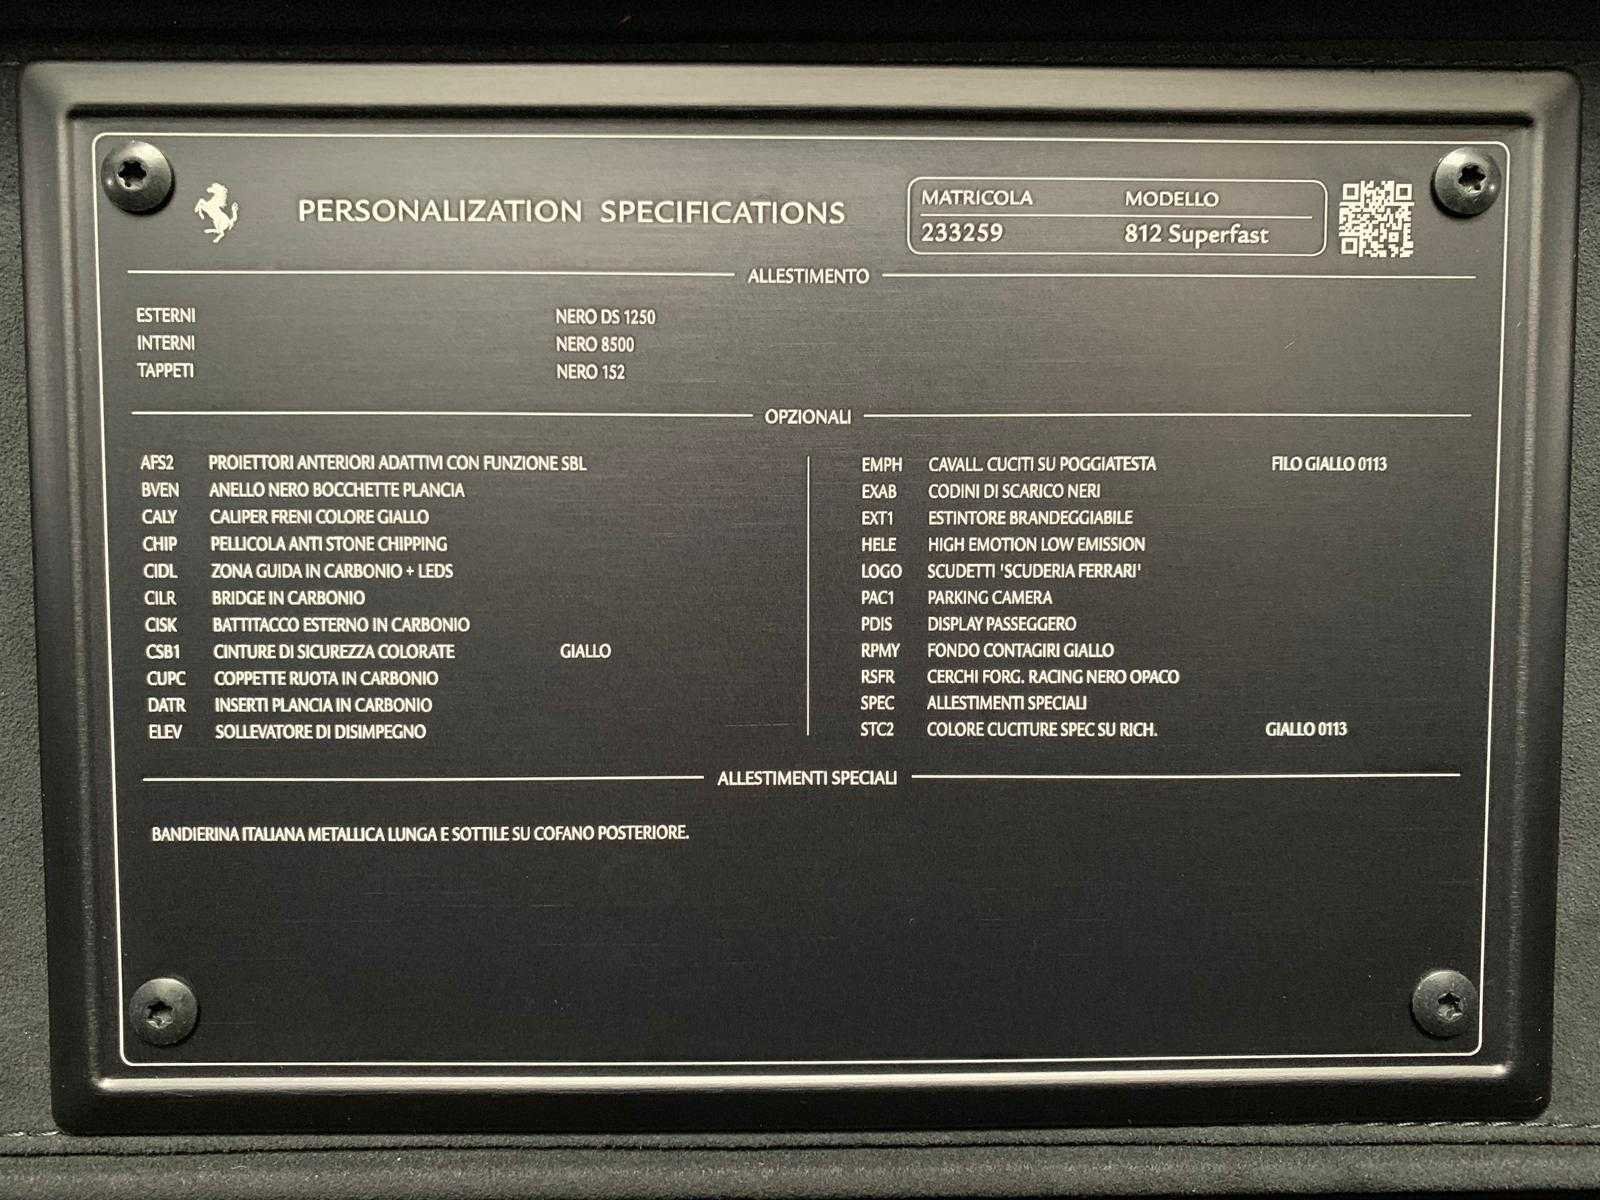 PERSONALIZATION SPECIFICATIONS
MATRICOLA MODELLO
233259 812 Superfast
ALLESTIMENTO
ESTERNI NERO DS 1250
INTERNI NERO 8500
TAPPETI NERO 152
OPZIONALI
AFS2 PROIETTORI ANTERIORI ADATTIVI CON FUNZIONE SBL
BVEN ANELLO NERO BOCCHETTE PLANCIA
CALY CALIPER FRENI COLORE GIALLO
CHIP PELLICOLA ANTI STONE CHIPPING
CIDL ZONA GUIDA IN CARBONIO + LEDS
CILR BRIDGE IN CARBONIO
CISK BATTITACCO ESTERNO IN CARBONIO
CSB1 CINTURE DI SICUREZZA COLORATE GIALLO
CUPC COPPETTE RUOTA IN CARBONIO
DATR INSERTI PLANCIA IN CARBONIO
ELEV SOLLEVATORE DI DISIMPEGNO
EMPH CAVALL. CUCITI SU POGGIATESTA FILO GIALLO 0113
EXAB CODINI DI SCARICO NERI
EXT1 ESTINTORE BRANDEGGIABILE
HELE HIGH EMOTION LOW EMISSION
LOGO SCUDETTI 'SCUDERIA FERRARI'
PAC1 PARKING CAMERA
PDIS DISPLAY PASSEGGERO
RPMY FONDO CONTAGIRI GIALLO
RSFR CERCHI FORG. RACING NERO OPACO
SPEC ALLESTIMENTI SPECIALI
STC2 COLORE CUCITURE SPEC SU RICH. GIALLO 0113
ALLESTIMENTI SPECIALI
BANDIERINA ITALIANA METALLICA LUNGA E SOTTILE SU COFANO POSTERIORE.